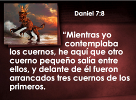 Daniel 7:8
“Mientras yo
contemplaba
los cuernos, he aquí que otro
cuerno pequeño salía entre
ellos, y delante de él fueron
arrancados tres cuernos de los
primeros.